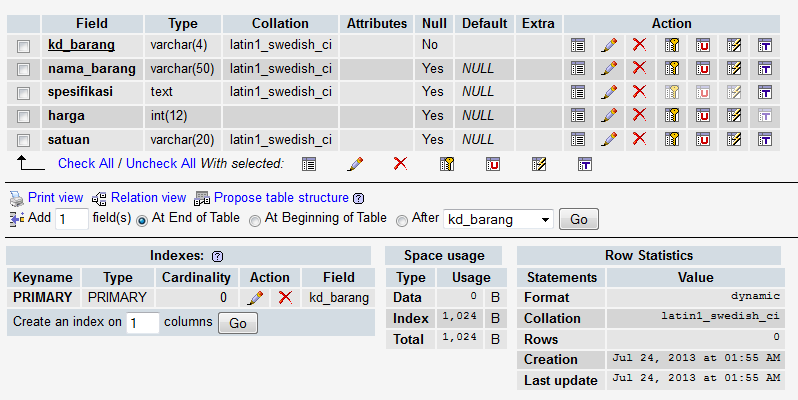 Field Type Collation Attributes Null Default Extra Action
kd_barang varchar(4) latin1_swedish_ci No
nama_barang varchar(50) latin1_swedish_ci Yes NULL
spesifikasi text latin1_swedish_ci Yes NULL
harga int(12) Yes NULL
satuan varchar(20) latin1_swedish_ci Yes NULL
Check All / Uncheck All With selected:
Print view Relation view Propose table structure
Add 1 field(s) At End of Table At Beginning of Table After kd_barang Go
Indexes:
Keyname Type Cardinality Action Field
PRIMARY PRIMARY 0 kd_barang
Create an index on 1 columns Go
Space usage
Type Usage
Data 0 B
Index 1,024 B
Total 1,024 B
Row Statistics
Statements Value
Format dynamic
Collation latin1_swedish_ci
Rows 0
Creation Jul 24, 2013 at 01:55 AM
Last update Jul 24, 2013 at 01:55 AM